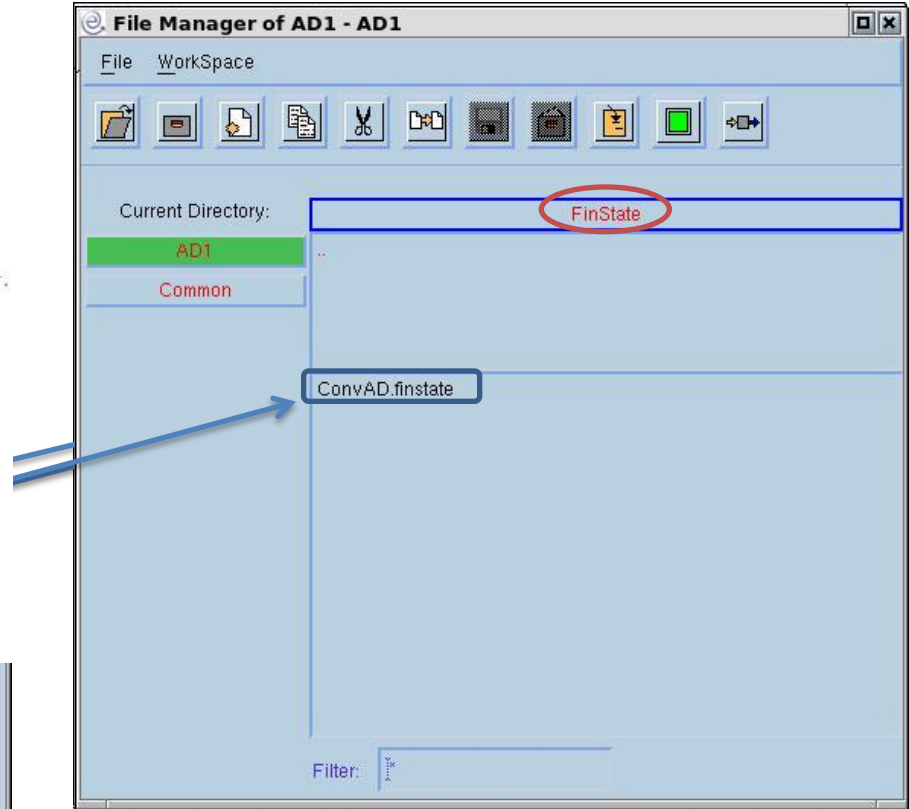 File Manager of AD1 - AD1
File WorkSpace
Current Directory:
FinState
AD1
..
Common
ConvAD.finstate
Filter: